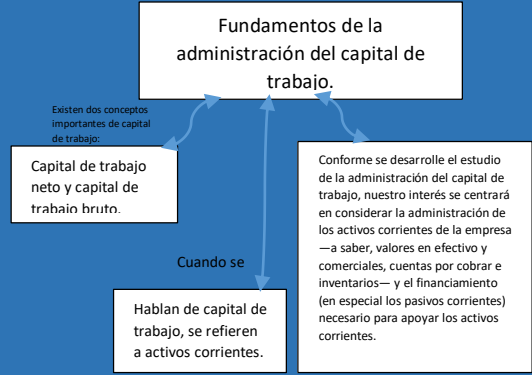 Fundamentos de la
administración del capital de
trabajo.
Existen dos conceptos
importantes de capital
de trabajo:
Capital de trabajo
neto y capital de
trabajo bruto.
Cuando se
Hablan de capital de
trabajo, se refieren
a activos corrientes.
Conforme se desarrolle el estudio
de la administración del capital de
trabajo, nuestro interés se centrará
en considerar la administración de
los activos corrientes de la empresa
—a saber, valores en efectivo y
comerciales, cuentas por cobrar e
inventarios— y el financiamiento
(en especial los pasivos corrientes)
necesario para apoyar los activos
corrientes.